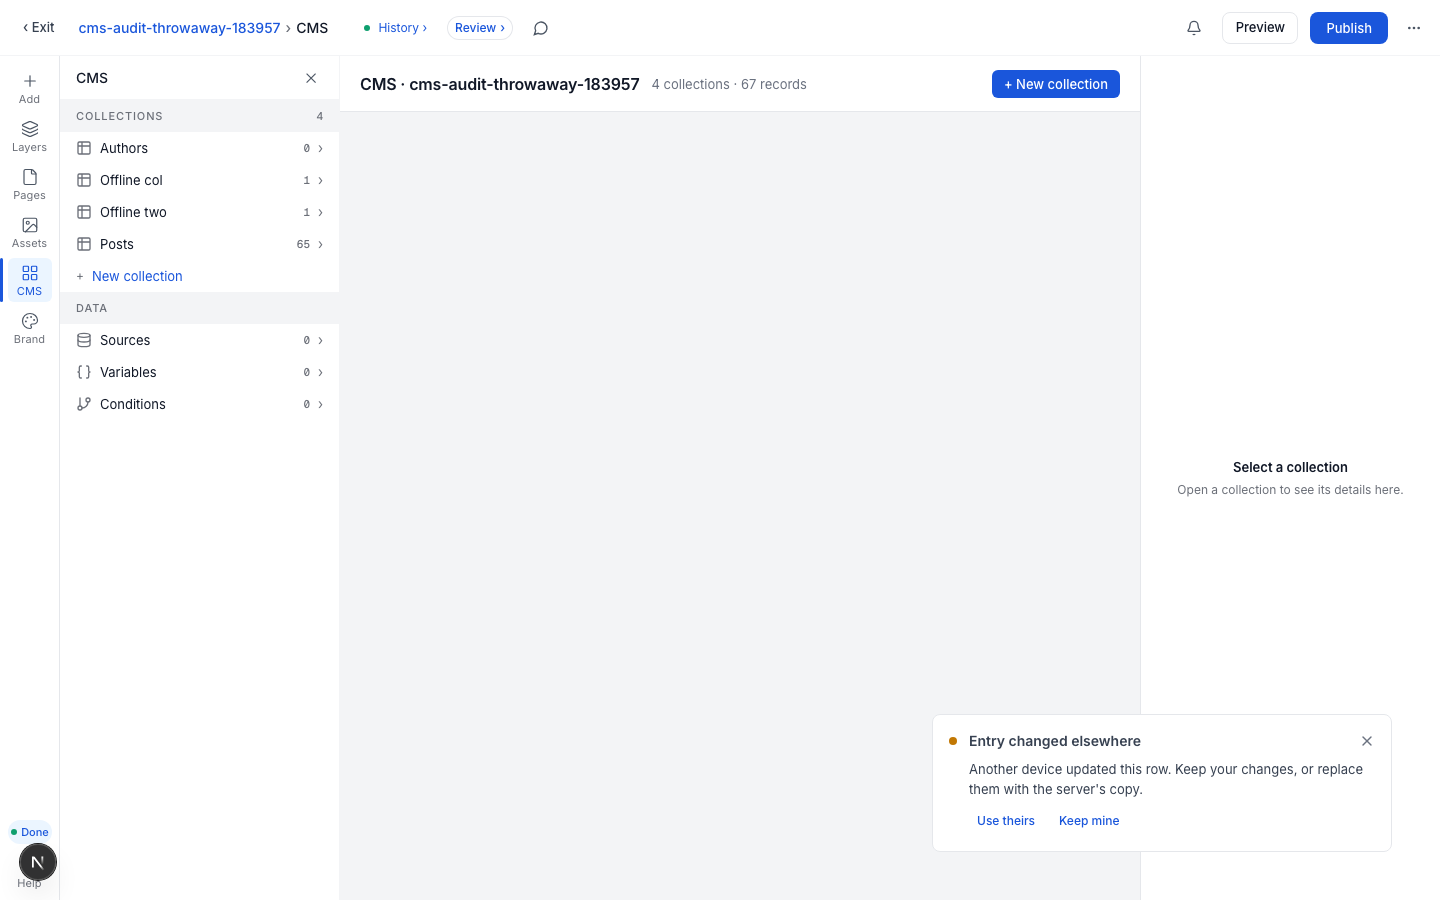 ‹ Exit
cms-audit-throwaway-183957 › CMS
History ›
Review ›
Preview
Publish
Add
Layers
Pages
Assets
CMS
Brand
Done
N
Help
CMS
COLLECTIONS 4
Authors 0 ›
Offline col 1 ›
Offline two 1 ›
Posts 65 ›
+ New collection
DATA
Sources 0 ›
Variables 0 ›
Conditions 0 ›
CMS · cms-audit-throwaway-183957 4 collections · 67 records
+ New collection
Select a collection
Open a collection to see its details here.
Entry changed elsewhere
Another device updated this row. Keep your changes, or replace
them with the server's copy.
Use theirs Keep mine